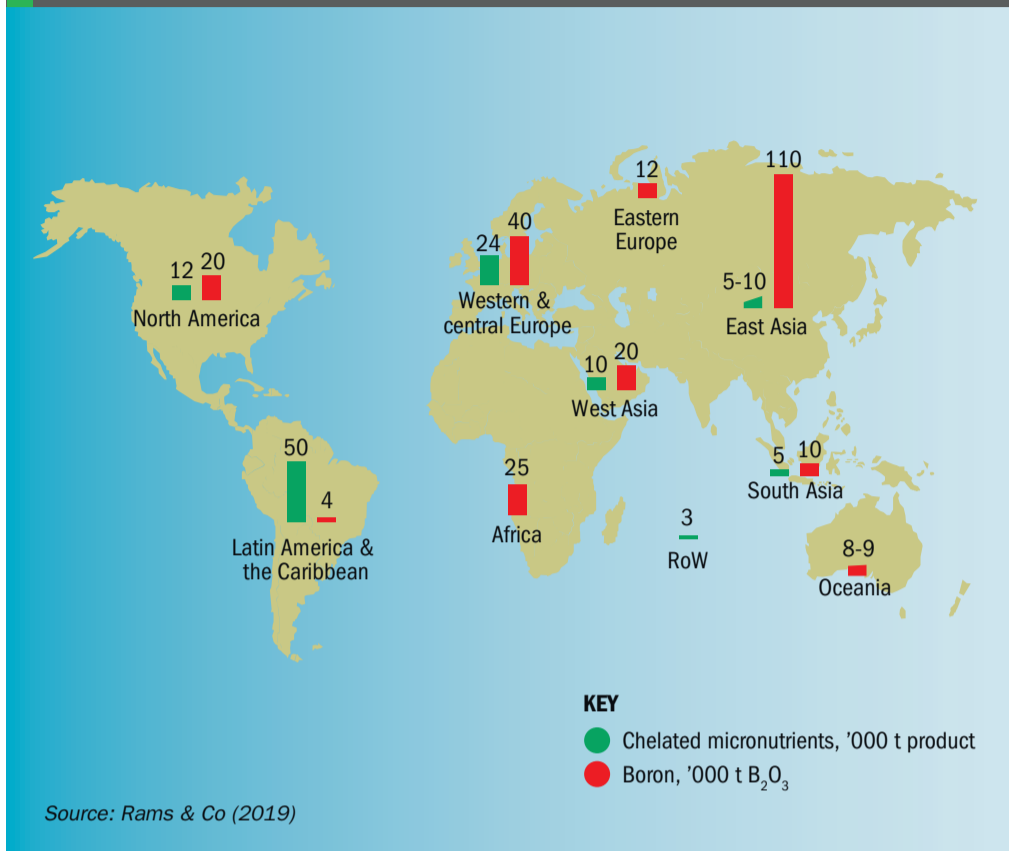 12 20
North America
50
4
Latin America &
the Caribbean
24 40
Western &
central Europe
12
Eastern
Europe
110
5-10
East Asia
10 20
West Asia
25
Africa
3
RoW
5 10
South Asia
8-9
Oceania
KEY
Chelated micronutrients, ’000 t product
Boron, ’000 t B₂O₃
Source: Rams & Co (2019)